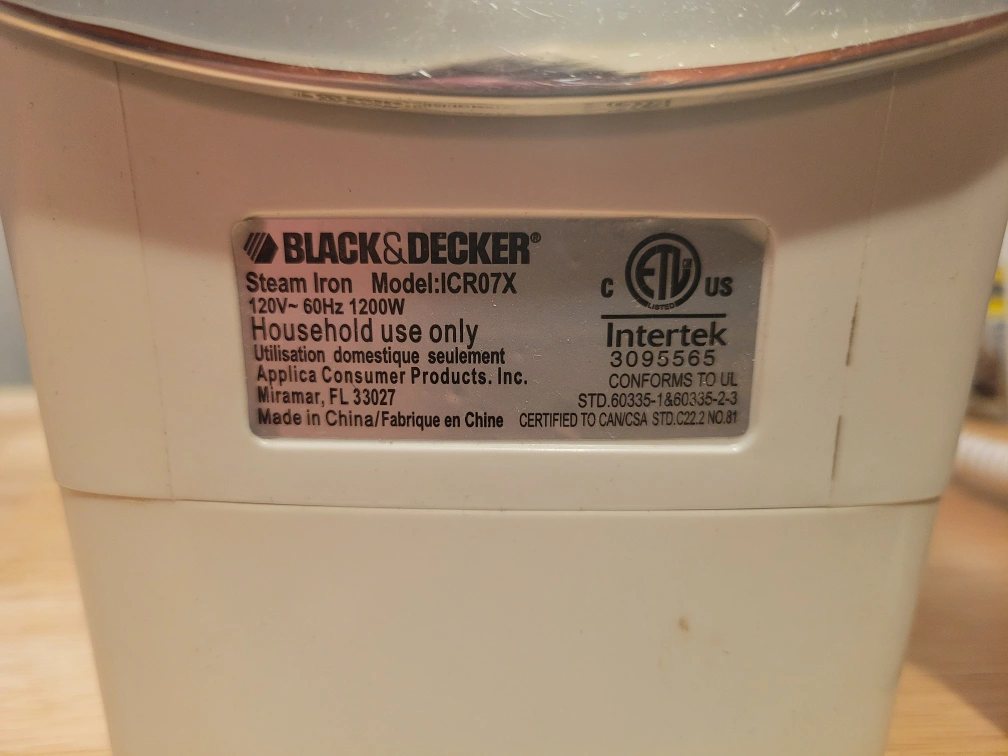 BLACK&DECKER®
Steam Iron Model:ICR07X
120V~ 60Hz 1200W
Household use only
Utilisation domestique seulement
Applica Consumer Products. Inc.
Miramar, FL 33027
Made in China/Fabrique en Chine
C ETL US
LISTED
Intertek
3095565
CONFORMS TO UL
STD.60335-1&60335-2-3
CERTIFIED TO CAN/CSA STD.C22.2 NO.81